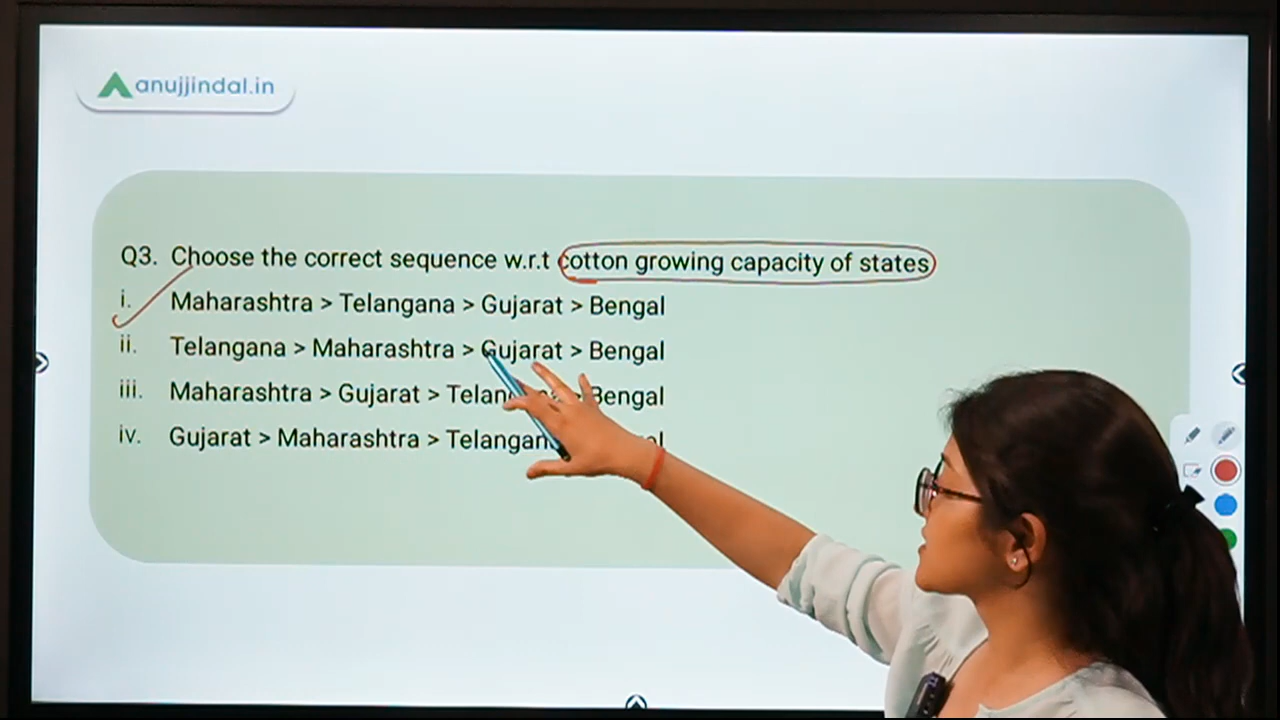 anujjindal.in
Q3. Choose the correct sequence w.r.t cotton growing capacity of states
i. Maharashtra > Telangana > Gujarat > Bengal
ii. Telangana > Maharashtra > Gujarat > Bengal
iii. Maharashtra > Gujarat > Bengal
iv. Gujarat > Maharashtra >